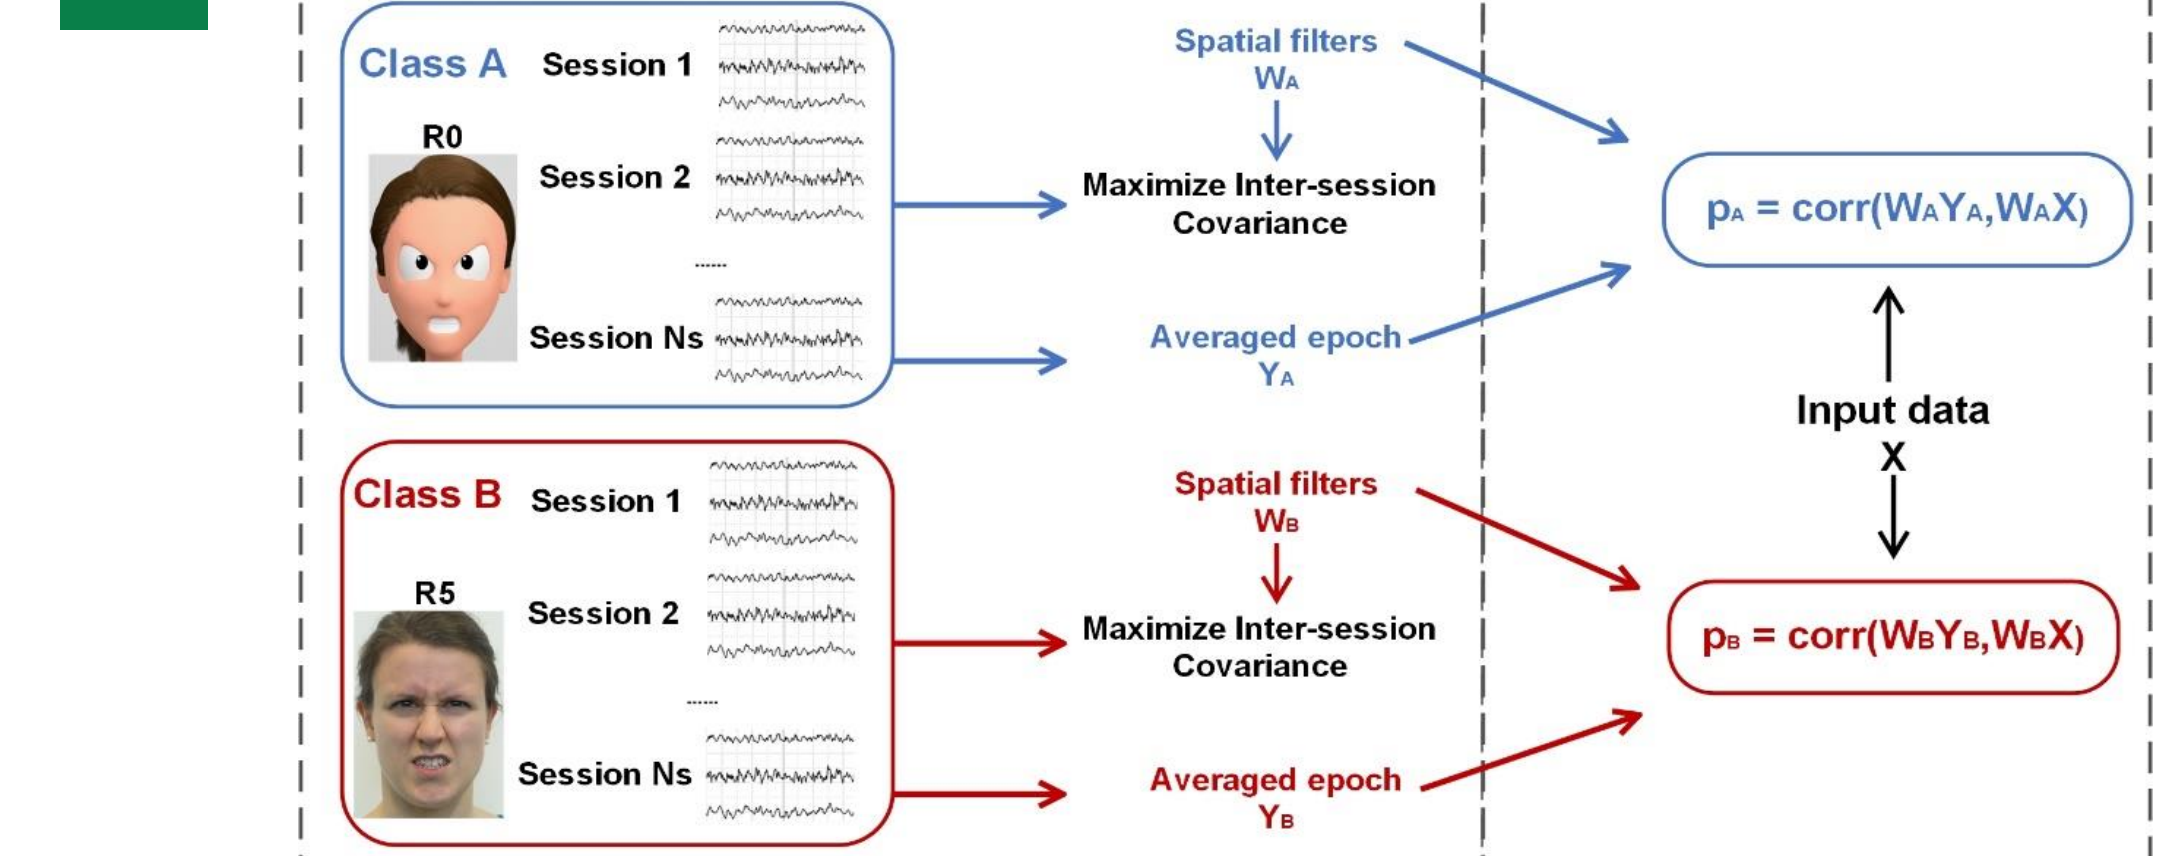 Class A
Session 1
R0
Session 2
......
Session Ns
Spatial filters
WA
Maximize Inter-session
Covariance
Averaged epoch
YA
pA = corr(WAYA,WAX)
Input data
X
Class B
Session 1
R5
Session 2
......
Session Ns
Spatial filters
WB
Maximize Inter-session
Covariance
Averaged epoch
YB
pB = corr(WBYB,WBX)